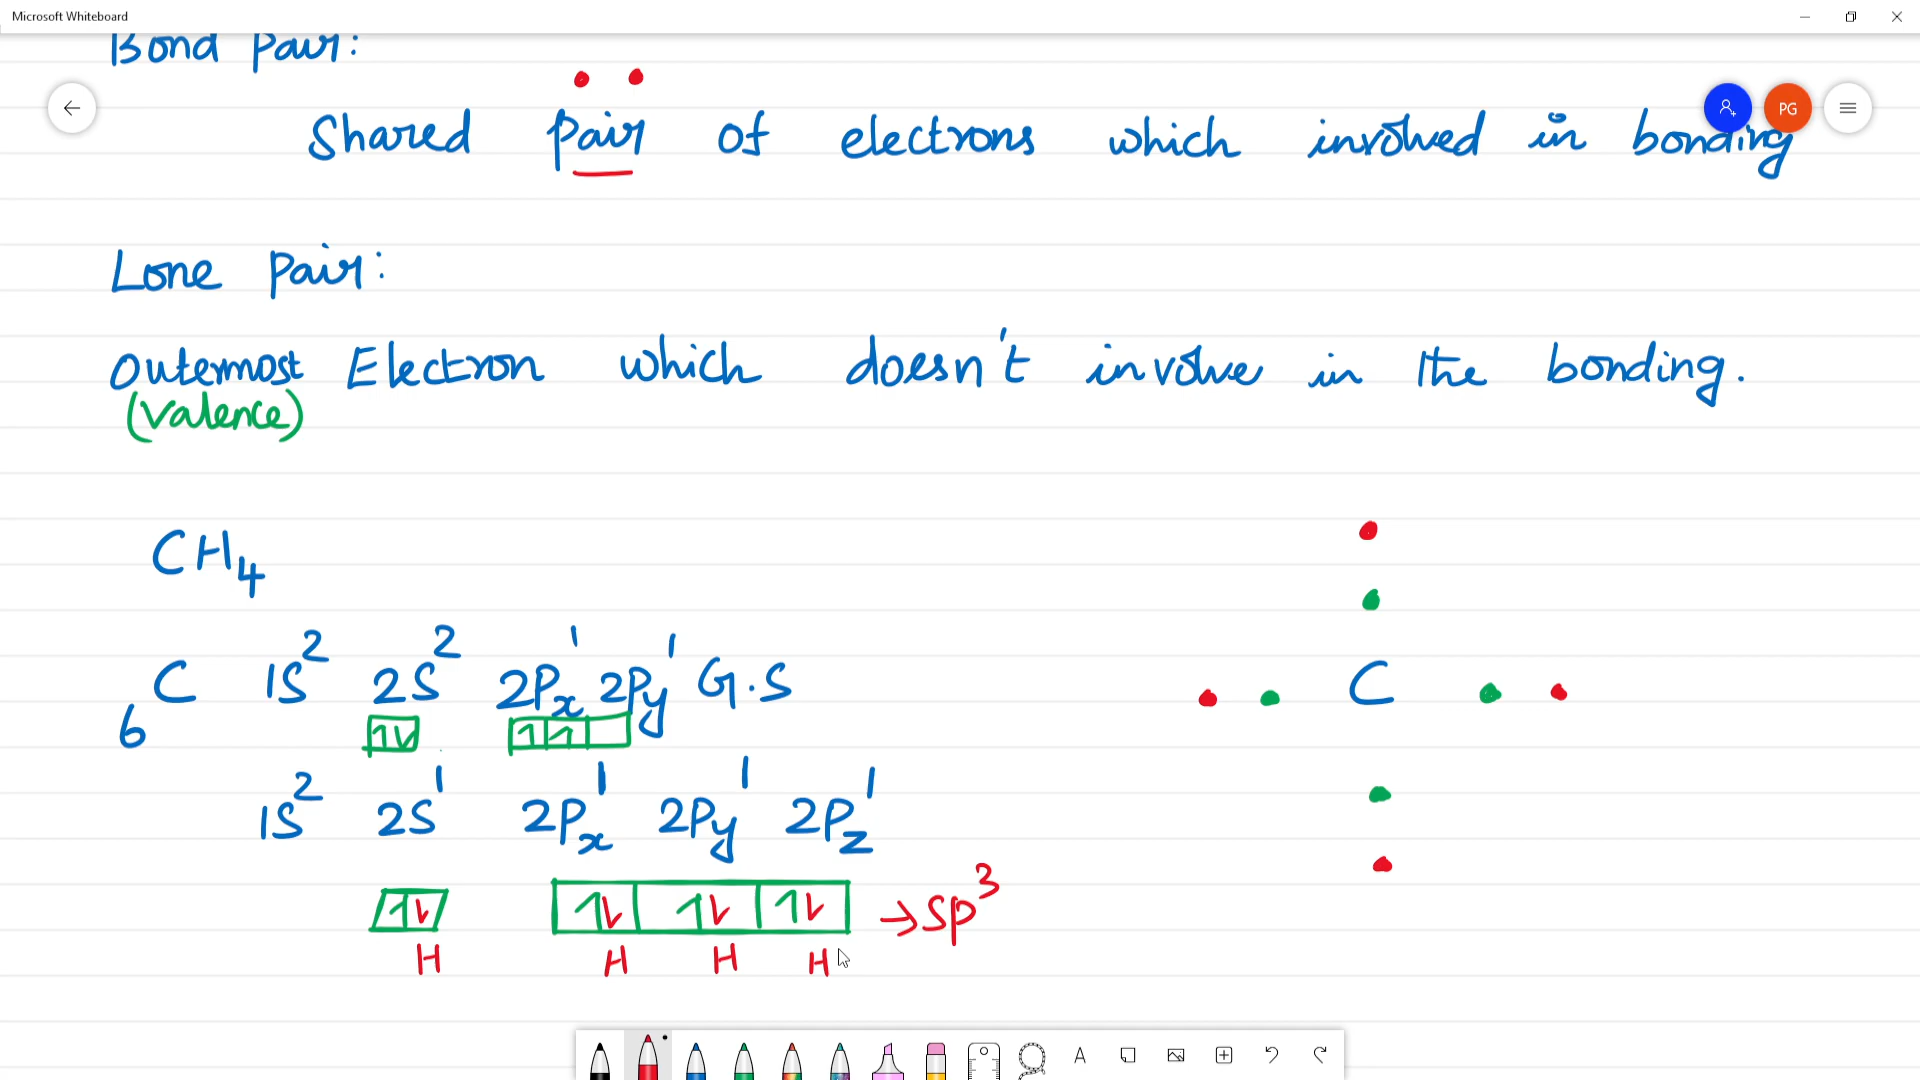 Microsoft Whiteboard
Bond Pair:
PG
Shared Pair of electrons which involved in bonding
Lone Pair:
Outermost Electron which doesn't involve in the bonding.
(Valence)
CH₄
₆C 1S² 2S² 2Pₓ¹ 2Py¹ G.S
C
1S² 2S¹ 2Pₓ¹ 2Py¹ 2Pz¹
→ SP³
H H H H
A